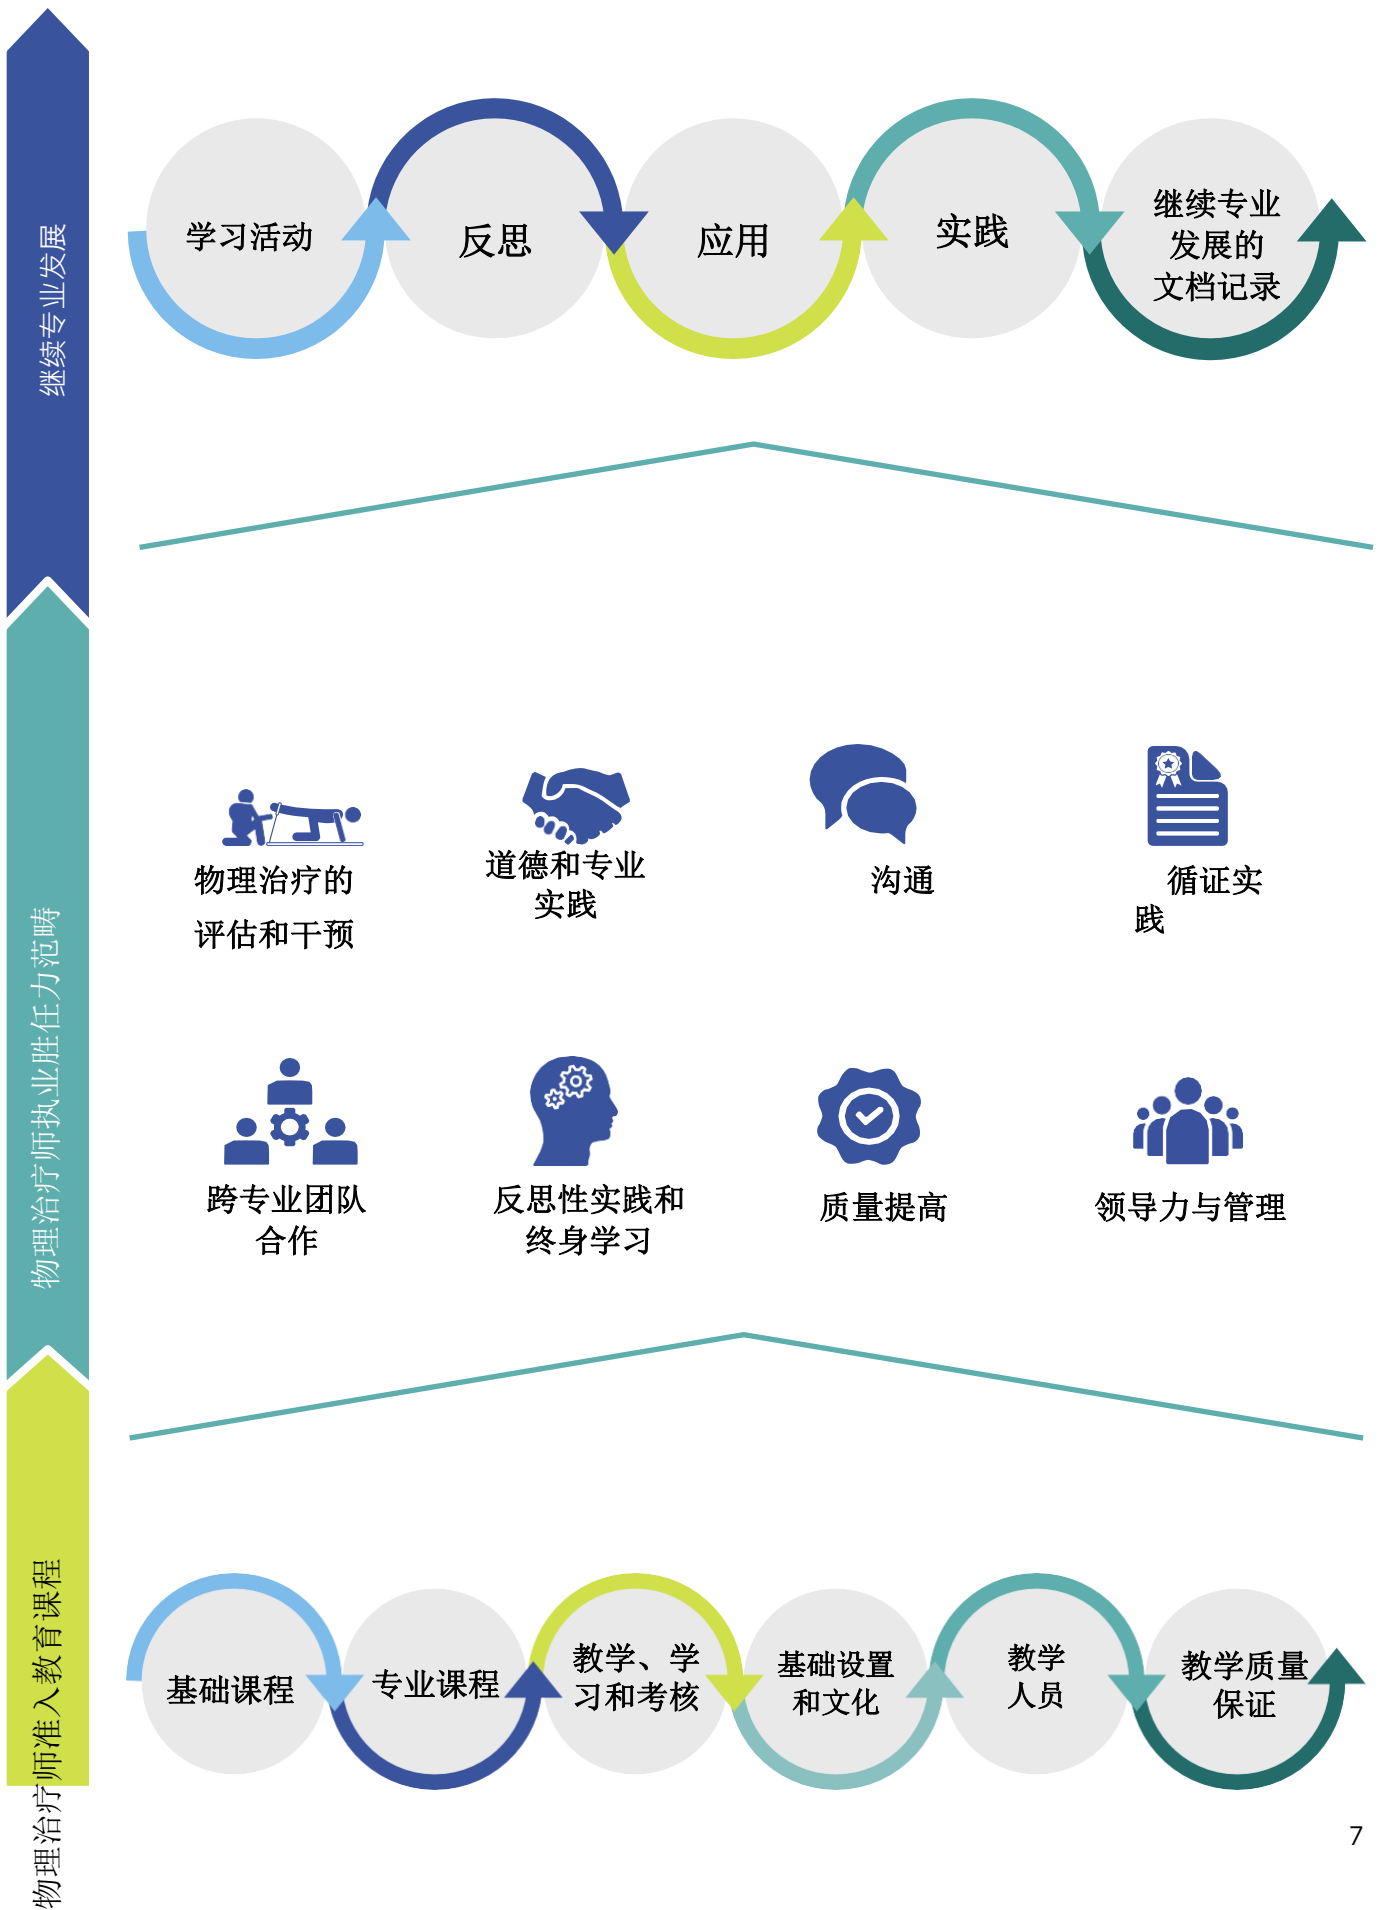 继续专业发展
学习活动
反思
应用
实践
继续专业
发展的
文档记录
物理治疗师执业胜任力范畴
物理治疗的
评估和干预
道德和专业
实践
沟通
循证实
践
跨专业团队
合作
反思性实践和
终身学习
质量提高
领导力与管理
物理治疗师准入教育课程
基础课程
专业课程
教学、学
习和考核
基础设置
和文化
教学
人员
教学质量
保证
7